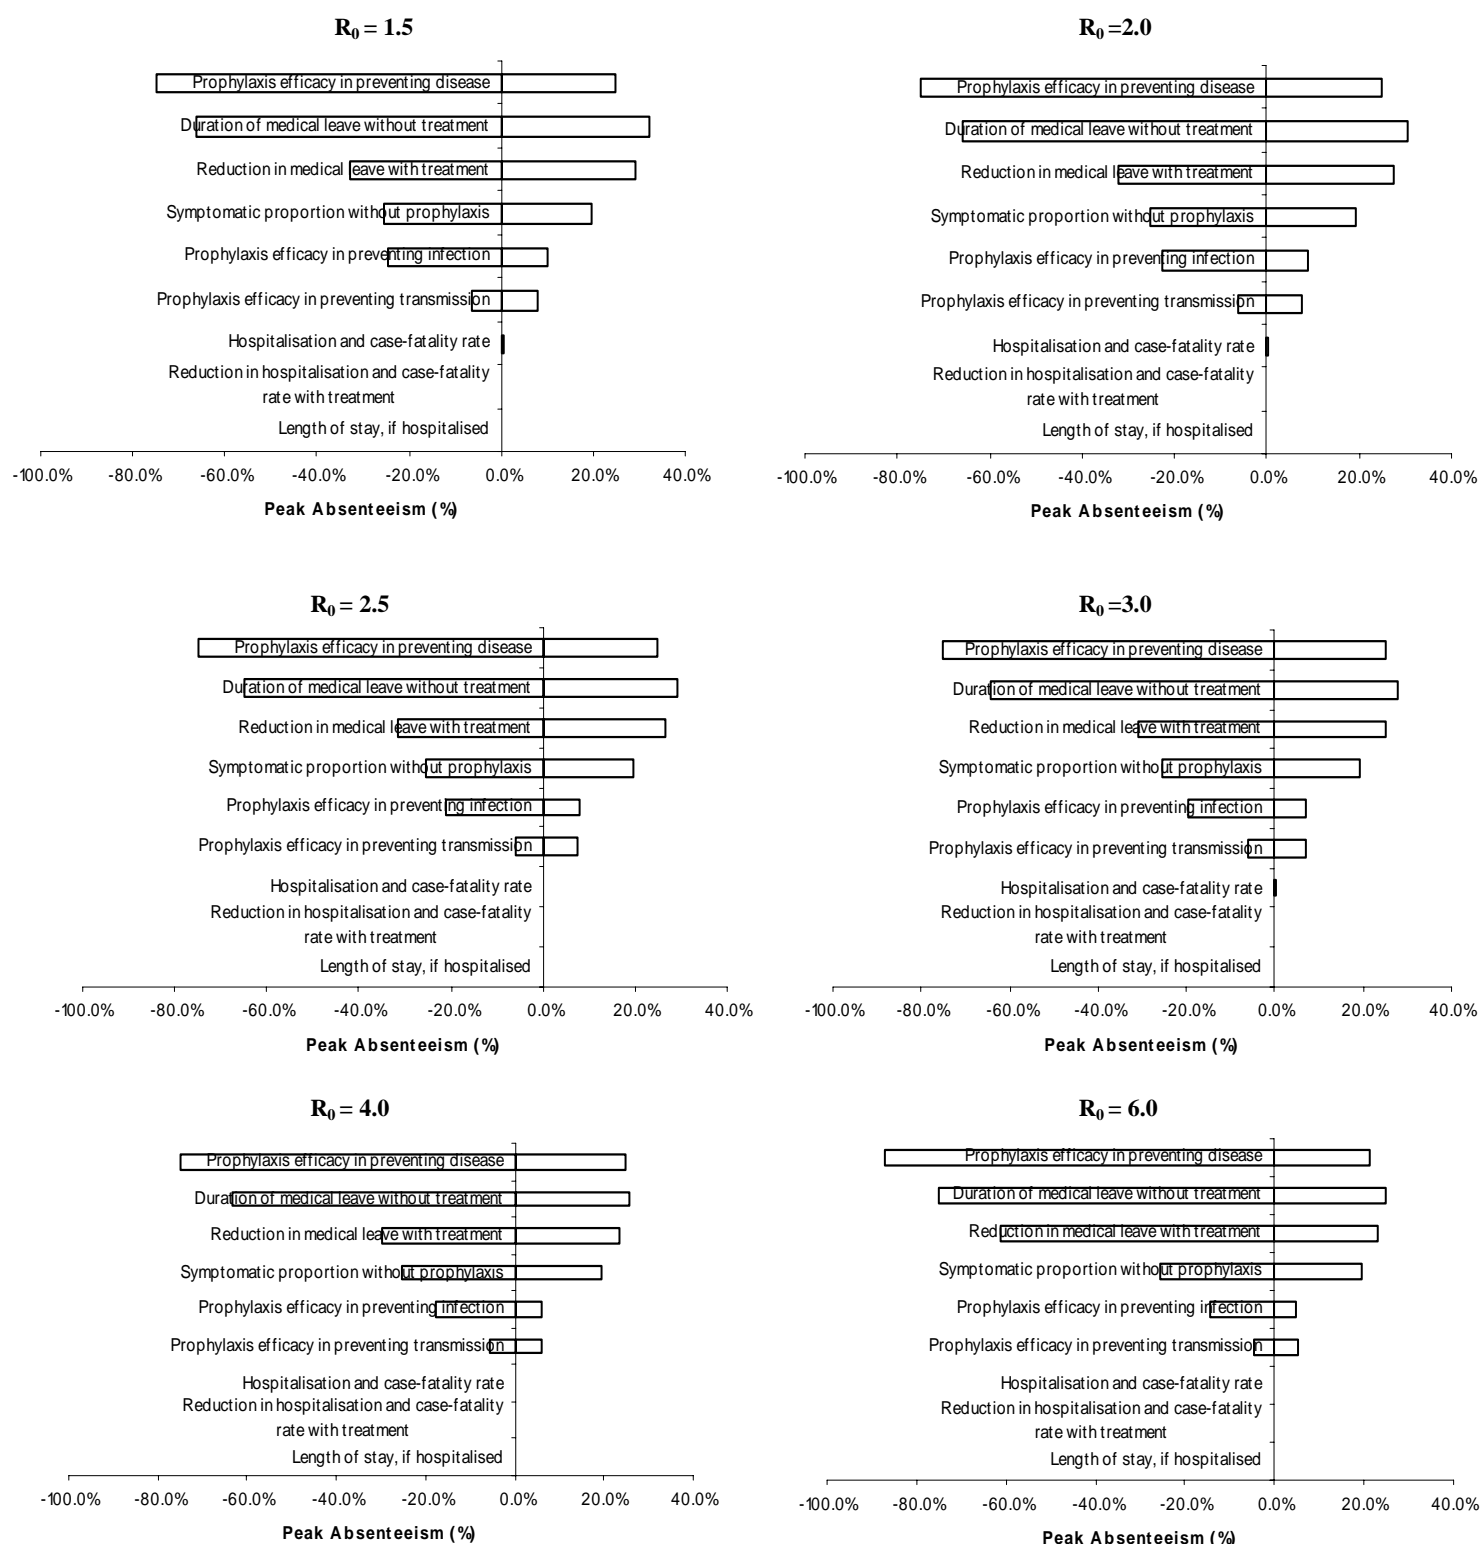 R0 = 1.5
Prophylaxis efficacy in preventing disease
Duration of medical leave without treatment
Reduction in medical leave with treatment
Symptomatic proportion without prophylaxis
Prophylaxis efficacy in preventing infection
Prophylaxis efficacy in preventing transmission
Hospitalisation and case-fatality rate
Reduction in hospitalisation and case-fatality
rate with treatment
Length of stay, if hospitalised
-100.0% -80.0% -60.0% -40.0% -20.0% 0.0% 20.0% 40.0%
Peak Absenteeism (%)
R0 =2.0
Prophylaxis efficacy in preventing disease
Duration of medical leave without treatment
Reduction in medical leave with treatment
Symptomatic proportion without prophylaxis
Prophylaxis efficacy in preventing infection
Prophylaxis efficacy in preventing transmission
Hospitalisation and case-fatality rate
Reduction in hospitalisation and case-fatality
rate with treatment
Length of stay, if hospitalised
-100.0% -80.0% -60.0% -40.0% -20.0% 0.0% 20.0% 40.0%
Peak Absenteeism (%)
R0 = 2.5
Prophylaxis efficacy in preventing disease
Duration of medical leave without treatment
Reduction in medical leave with treatment
Symptomatic proportion without prophylaxis
Prophylaxis efficacy in preventing infection
Prophylaxis efficacy in preventing transmission
Hospitalisation and case-fatality rate
Reduction in hospitalisation and case-fatality
rate with treatment
Length of stay, if hospitalised
-100.0% -80.0% -60.0% -40.0% -20.0% 0.0% 20.0% 40.0%
Peak Absenteeism (%)
R0 =3.0
Prophylaxis efficacy in preventing disease
Duration of medical leave without treatment
Reduction in medical leave with treatment
Symptomatic proportion without prophylaxis
Prophylaxis efficacy in preventing infection
Prophylaxis efficacy in preventing transmission
Hospitalisation and case-fatality rate
Reduction in hospitalisation and case-fatality
rate with treatment
Length of stay, if hospitalised
-100.0% -80.0% -60.0% -40.0% -20.0% 0.0% 20.0% 40.0%
Peak Absenteeism (%)
R0 = 4.0
Prophylaxis efficacy in preventing disease
Duration of medical leave without treatment
Reduction in medical leave with treatment
Symptomatic proportion without prophylaxis
Prophylaxis efficacy in preventing infection
Prophylaxis efficacy in preventing transmission
Hospitalisation and case-fatality rate
Reduction in hospitalisation and case-fatality
rate with treatment
Length of stay, if hospitalised
-100.0% -80.0% -60.0% -40.0% -20.0% 0.0% 20.0% 40.0%
Peak Absenteeism (%)
R0 = 6.0
Prophylaxis efficacy in preventing disease
Duration of medical leave without treatment
Reduction in medical leave with treatment
Symptomatic proportion without prophylaxis
Prophylaxis efficacy in preventing infection
Prophylaxis efficacy in preventing transmission
Hospitalisation and case-fatality rate
Reduction in hospitalisation and case-fatality
rate with treatment
Length of stay, if hospitalised
-100.0% -80.0% -60.0% -40.0% -20.0% 0.0% 20.0% 40.0%
Peak Absenteeism (%)